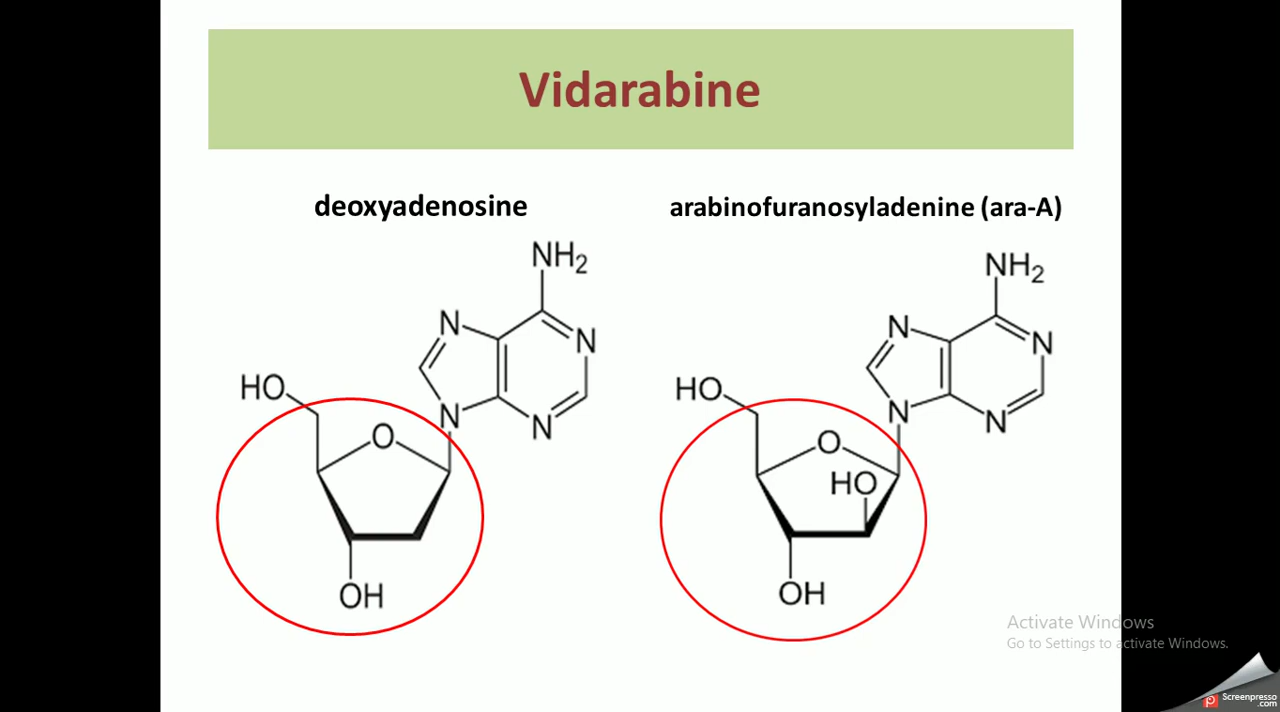 Vidarabine
deoxyadenosine
arabinofuranosyladenine (ara-A)
NH2
N
N
HO
N
N
O
OH
NH2
N
N
HO
N
N
O
HO
OH
Activate Windows
Go to Settings to activate Windows.
Screenpresso
.com